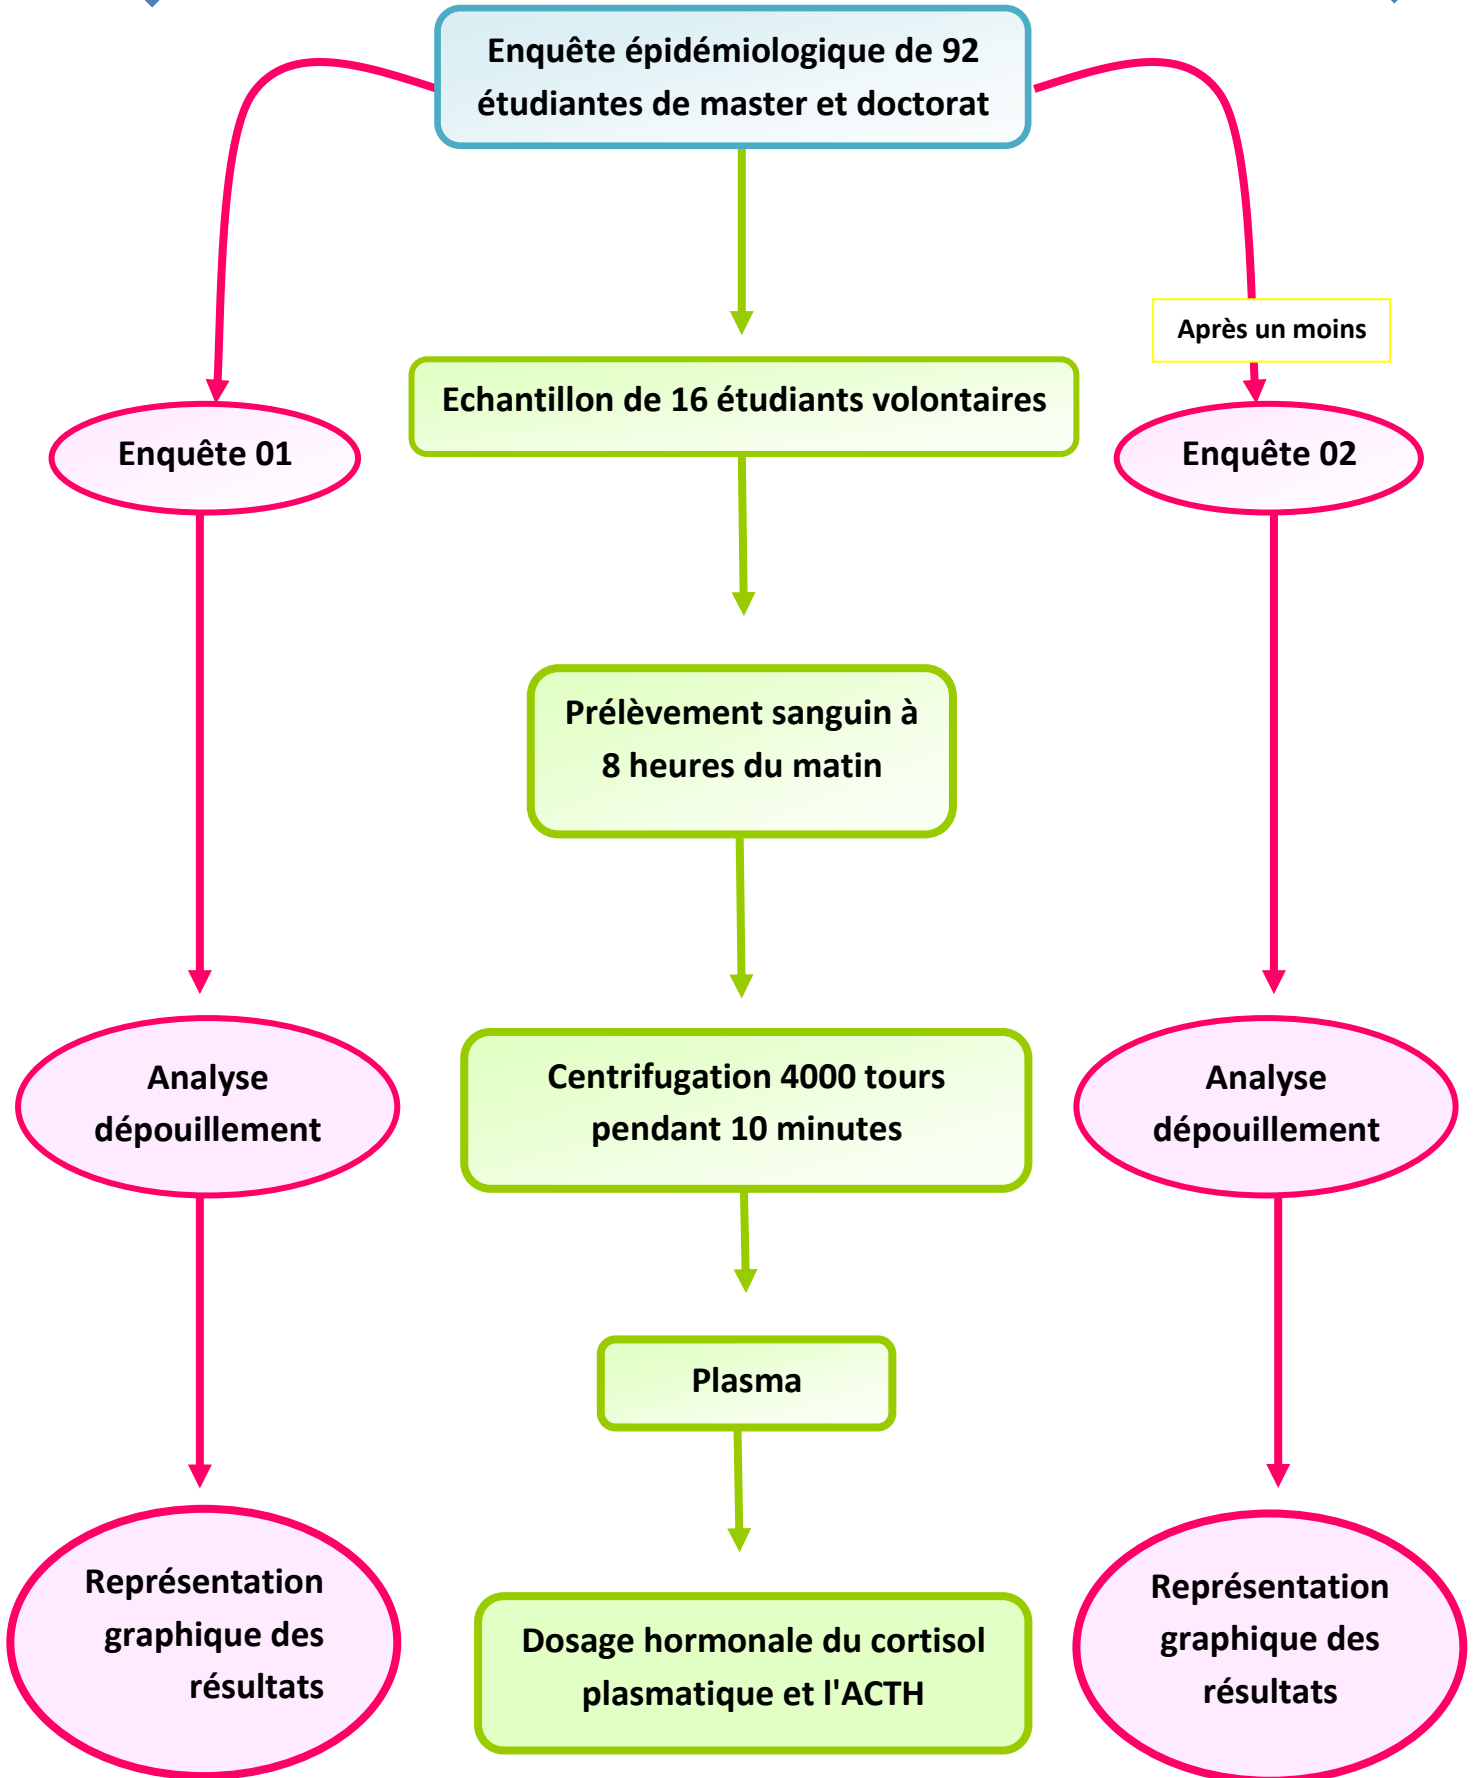 Enquête épidémiologique de 92
étudiantes de master et doctorat
Après un moins
Echantillon de 16 étudiants volontaires
Enquête 01
Enquête 02
Prélèvement sanguin à
8 heures du matin
Analyse
dépouillement
Centrifugation 4000 tours
pendant 10 minutes
Analyse
dépouillement
Plasma
Représentation
graphique des
résultats
Dosage hormonale du cortisol
plasmatique et l'ACTH
Représentation
graphique des
résultats